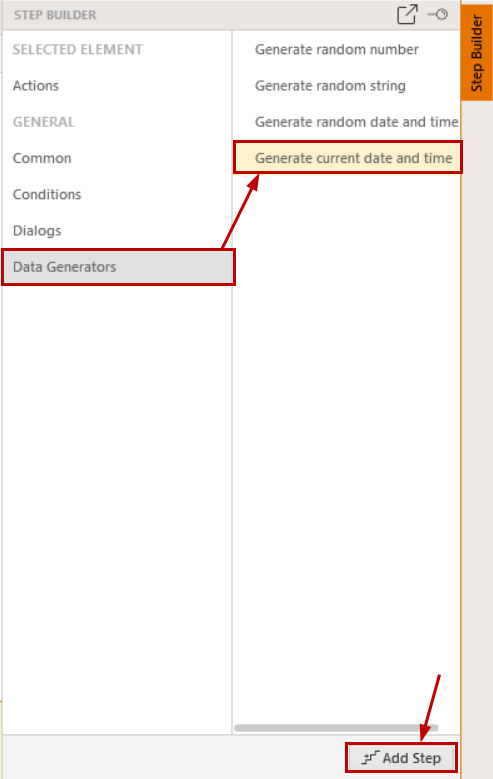 STEP BUILDER
Step Builder
SELECTED ELEMENT
Actions
GENERAL
Common
Conditions
Dialogs
Data Generators
Generate random number
Generate random string
Generate random date and time
Generate current date and time
Add Step